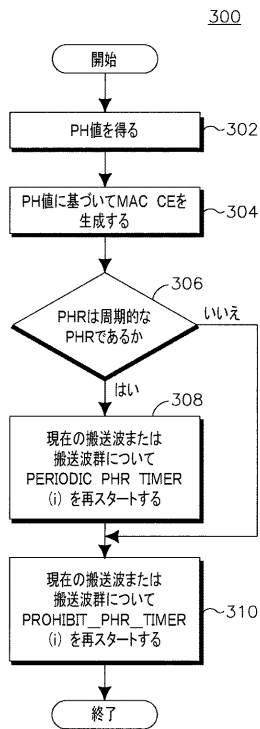 300
開始
PH値を得る
302
PH値に基づいてMAC CEを
生成する
304
306
PHRは周期的な
PHRであるか
いいえ
はい
308
現在の搬送波または
搬送波群について
PERIODIC PHR TIMER
(i) を再スタートする
現在の搬送波または
搬送波群について
PROHIBIT_PHR_TIMER
(i) を再スタートする
310
終了